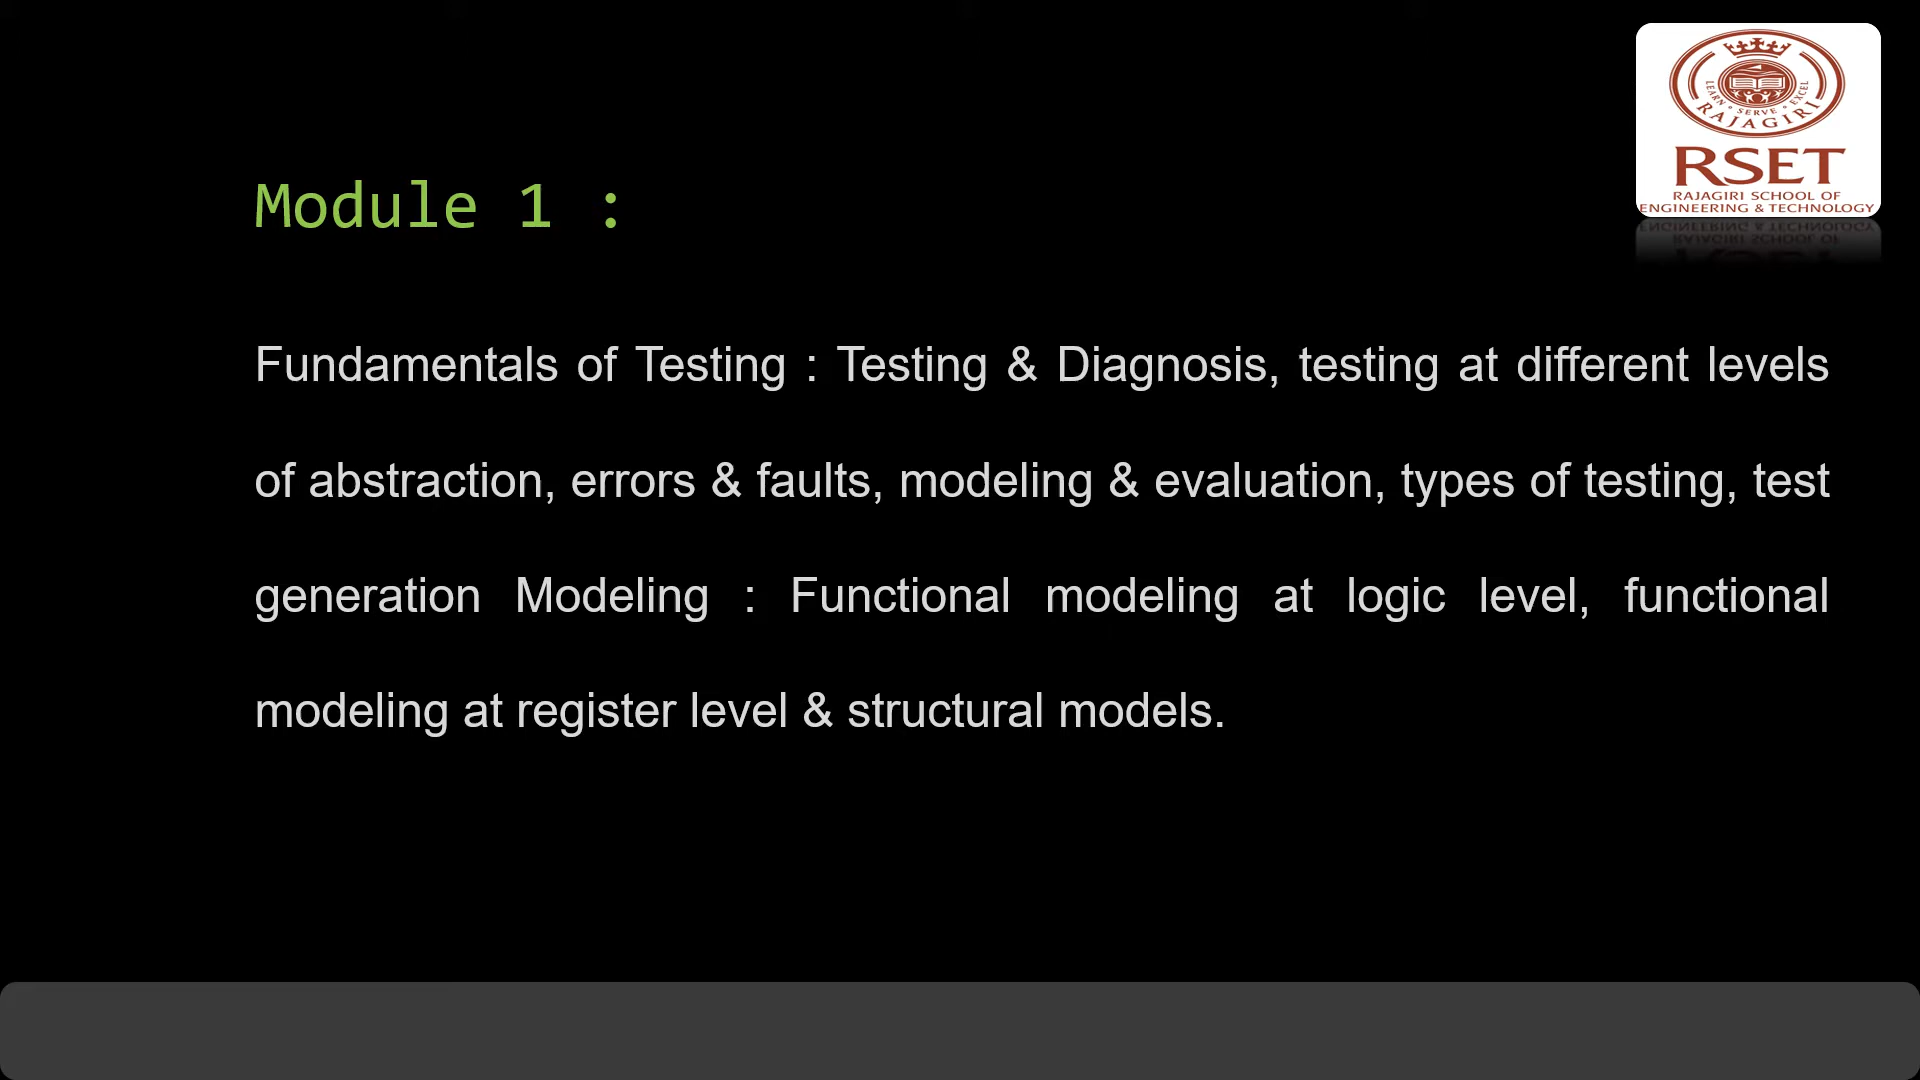 LEARN • SERVE • EXCEL
RAJAGIRI
RSET
RAJAGIRI SCHOOL OF
ENGINEERING & TECHNOLOGY
Module 1 :
Fundamentals of Testing : Testing & Diagnosis, testing at different levels
of abstraction, errors & faults, modeling & evaluation, types of testing, test
generation Modeling : Functional modeling at logic level, functional
modeling at register level & structural models.